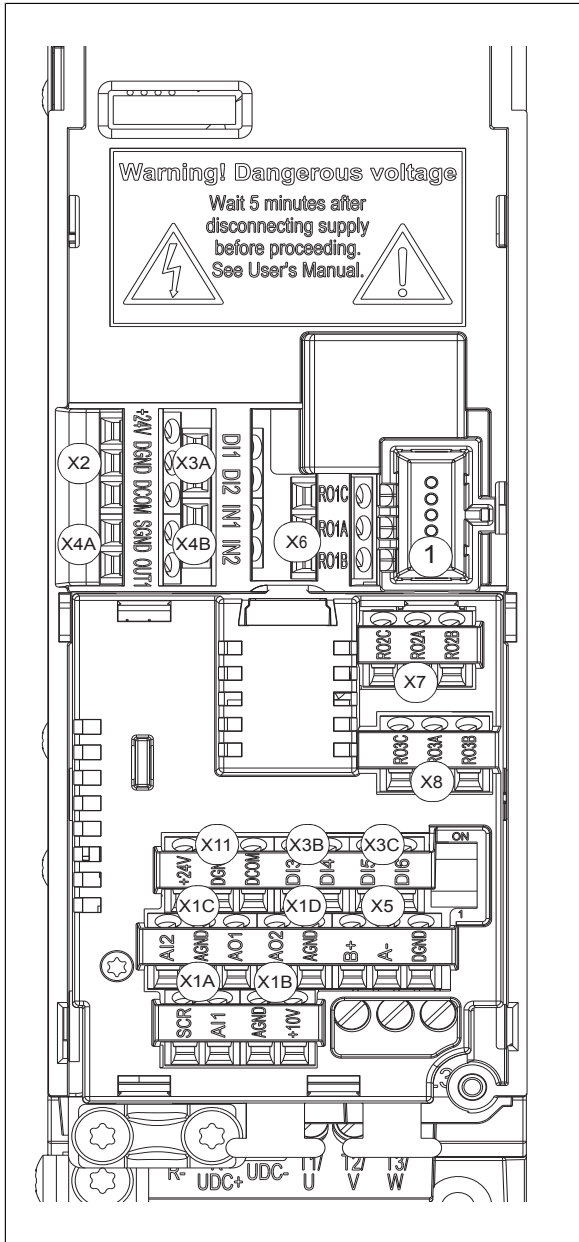 Warning! Dangerous voltage
Wait 5 minutes after
disconnecting supply
before proceeding.
See User's Manual.
+24V DGND DCOM SGND OUT1
X2
X4A
X3A
X4B
DI1 DI2 IN1 IN2
X6
RO1C
RO1A
RO1B
1
RO2C RO2A RO2B
X7
RO3C RO3A RO3B
X8
ON
1
X11 X3B X3C
+24V DGN DCOM DI3 DI4 DI5 DI6
X1C X1D X5
AI2 AGND AO1 AO2 AGND B+ A- DGND
X1A X1B
SCR AI1 AGND +10V
R- UDC+ UDC- T1/U T2/V T3/W